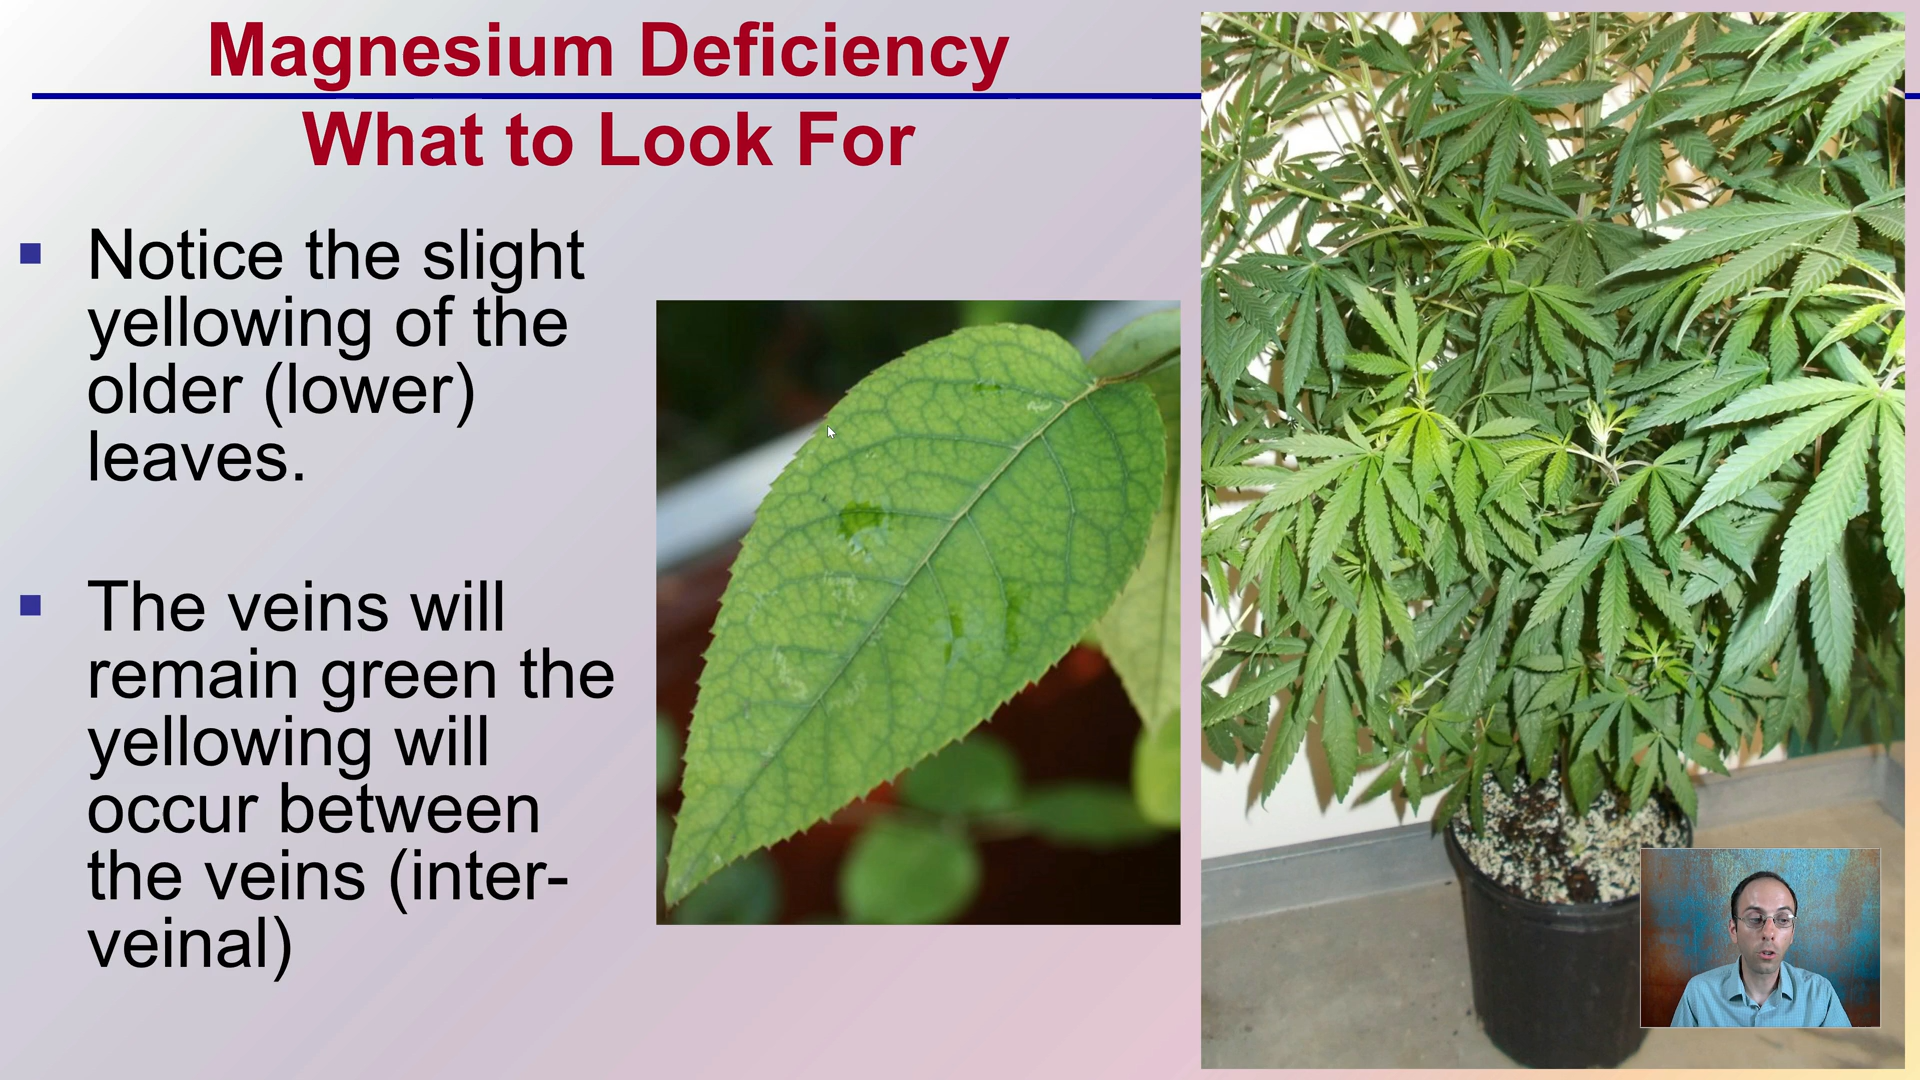 Magnesium Deficiency
What to Look For
Notice the slight
yellowing of the
older (lower)
leaves.
The veins will
remain green the
yellowing will
occur between
the veins (inter-
veinal)